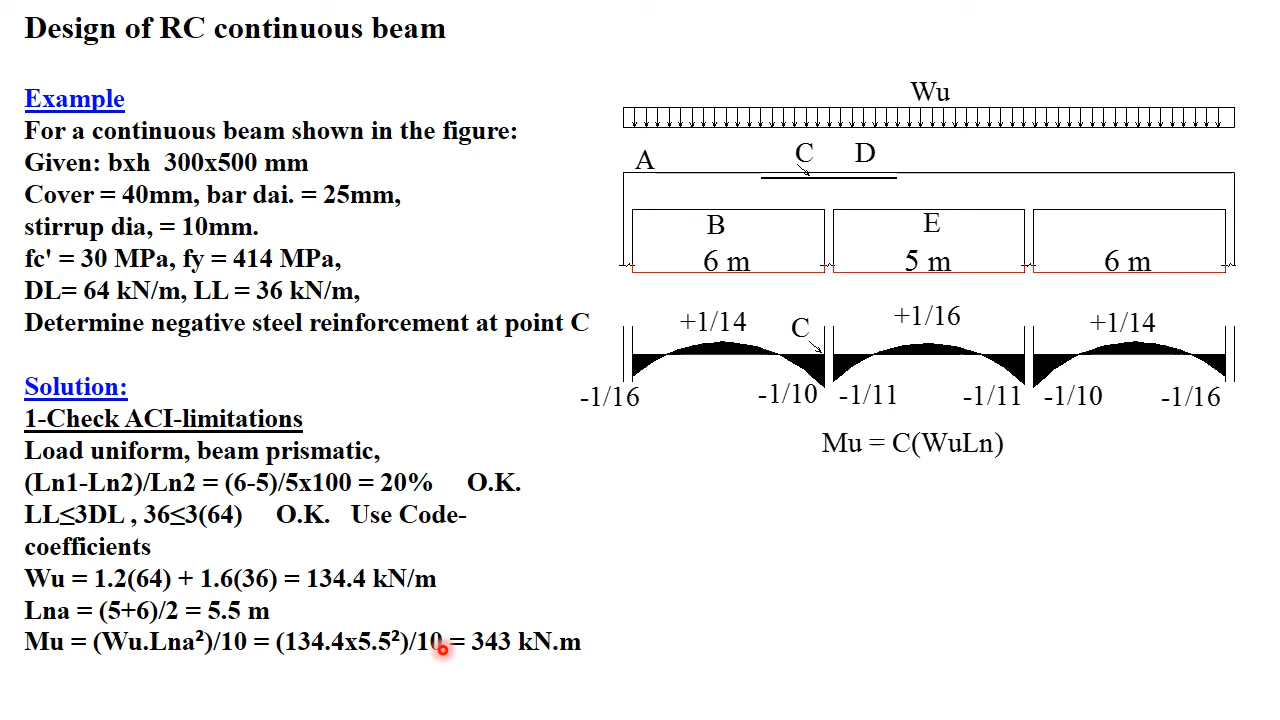 Design of RC continuous beam
Example
For a continuous beam shown in the figure:
Given: bxh  300x500 mm
Cover = 40mm, bar dai. = 25mm,
stirrup dia, = 10mm.
fc' = 30 MPa, fy = 414 MPa,
DL= 64 kN/m, LL = 36 kN/m,
Determine negative steel reinforcement at point C
Solution:
1-Check ACI-limitations
Load uniform, beam prismatic,
(Ln1-Ln2)/Ln2 = (6-5)/5x100 = 20%     O.K.
LL≤3DL , 36≤3(64)     O.K.   Use Code-
coefficients
Wu = 1.2(64) + 1.6(36) = 134.4 kN/m
Lna = (5+6)/2 = 5.5 m
Mu = (Wu.Lna²)/10 = (134.4x5.5²)/10 = 343 kN.m
Wu
A C D
B E
6 m 5 m 6 m
+1/14 C +1/16 +1/14
-1/16 -1/10 -1/11 -1/11 -1/10 -1/16
Mu = C(WuLn)